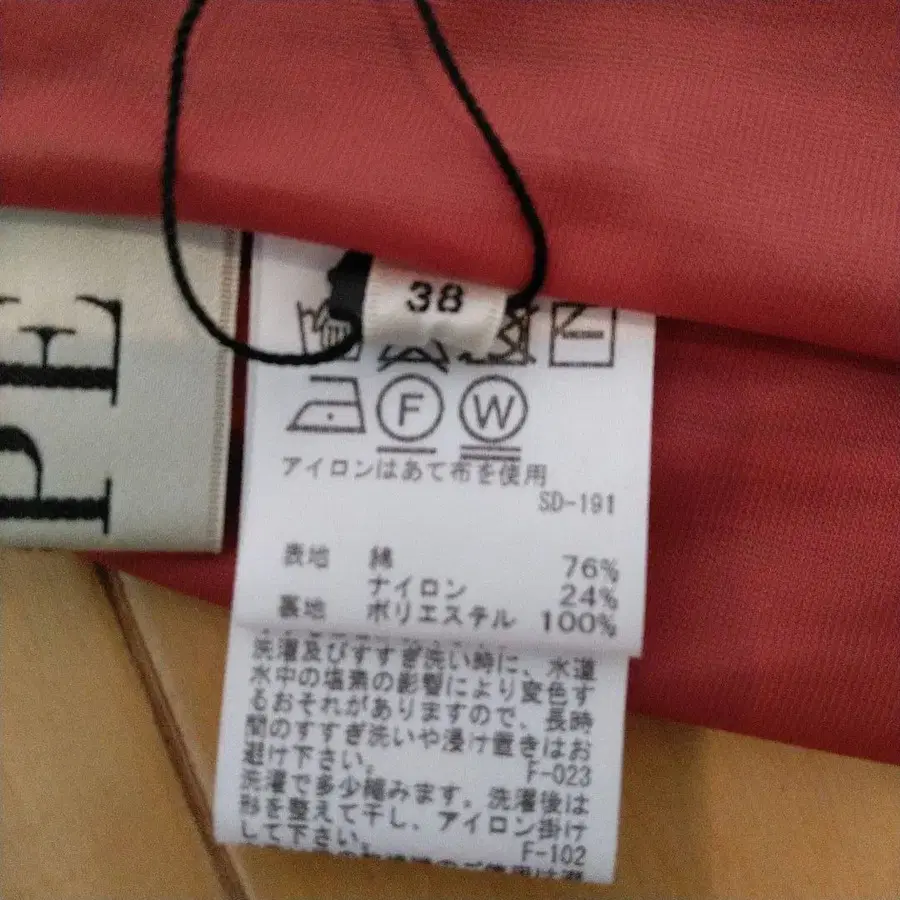 PE
38
F W
アイロンはあて布を使用
SD-191
表地 綿 76%
ナイロン 24%
裏地 ポリエステル 100%
洗濯及びすすぎ洗い時に、水道
水中の塩素の影響により変色す
るおそれがありますので、長時
間のすすぎ洗いや浸け置きはお
避け下さい。
F-023
洗濯で多少縮みます。洗濯後は
形を整えて干し、アイロン掛け
して下さい。
F-102